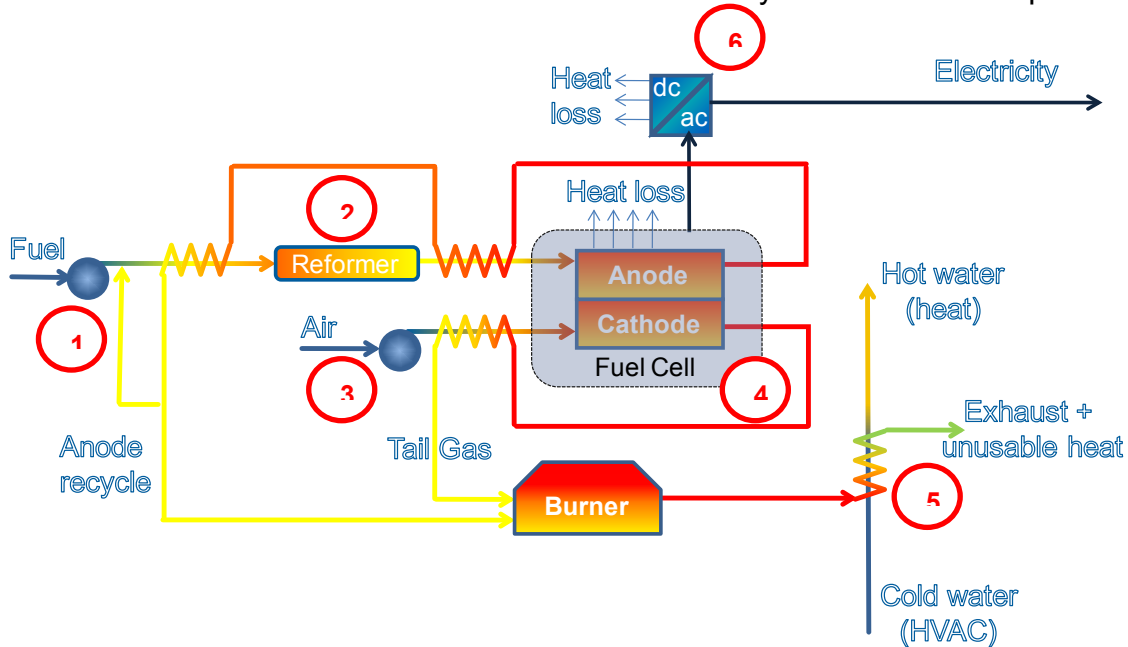 6
Electricity
Heat
loss
dc
ac
2
Heat loss
Fuel
Reformer
Anode
Hot water
(heat)
1
Air
Cathode
3
Fuel Cell
4
Exhaust +
unusable heat
Anode
recycle
Tail Gas
Burner
5
Cold water
(HVAC)